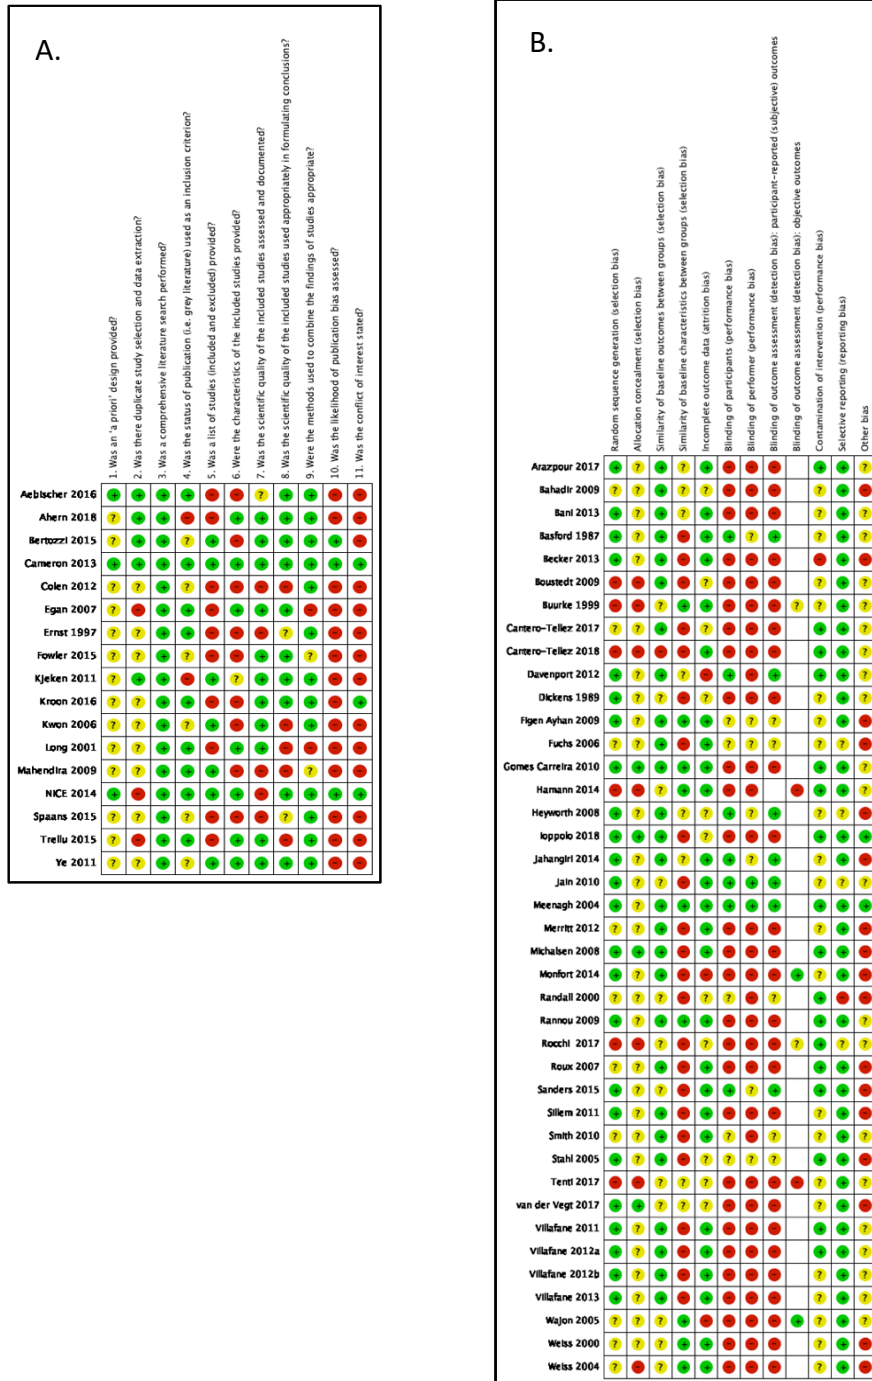 A.
1. Was an 'a priori' design provided?
2. Was there duplicate study selection and data extraction?
3. Was a comprehensive literature search performed?
4. Was the status of publication (i.e. grey literature) used as an inclusion criterion?
5. Was a list of studies (included and excluded) provided?
6. Were the characteristics of the included studies provided?
7. Was the scientific quality of the included studies assessed and documented?
8. Was the scientific quality of the included studies used appropriately in formulating conclusions?
9. Were the methods used to combine the findings of studies appropriate?
10. Was the likelihood of publication bias assessed?
11. Was the conflict of interest stated?
Aebischer 2016 + + + + - - ? + + - -
Ahern 2018 ? + + - - + + + + - -
Bertozzi 2015 ? + + ? + - + + + + -
Cameron 2013 + + + + + + + + + + -
Colen 2012 ? ? + ? - - - - + - -
Egan 2007 ? - + + - + + + - - -
Ernst 1997 ? ? + + - - - ? + - -
Fowler 2015 ? ? + ? - - + + ? - -
Kjeken 2011 ? + + - + ? + + + - -
Kroon 2016 ? ? + + - - + + + - +
Kwon 2006 ? ? + ? + - + - + - -
Long 2001 ? ? + + - + + - - - -
Mahendira 2009 ? ? + + + - - - ? - -
NICE 2014 + - + + + + - + + + +
Spaans 2015 ? ? + ? - - - ? + - -
Trellu 2015 ? - + + - + + - + - -
Ye 2011 ? ? + ? + + + + + - -
B.
Random sequence generation (selection bias)
Allocation concealment (selection bias)
Similarity of baseline outcomes between groups (selection bias)
Similarity of baseline characteristics between groups (selection bias)
Incomplete outcome data (attrition bias)
Blinding of participants (performance bias)
Blinding of performer (performance bias)
Blinding of outcome assessment (detection bias): participant-reported (subjective) outcomes
Blinding of outcome assessment (detection bias): objective outcomes
Contamination of intervention (performance bias)
Selective reporting (reporting bias)
Other bias
Arazpour 2017 + ? + ? + - - - + + ?
Bahadir 2009 ? ? + ? ? - - - ? + -
Bani 2013 + ? + ? + - - - ? + ?
Basford 1987 + ? + - + + ? + ? + ?
Becker 2013 + ? + - + - - - - + -
Boustedt 2009 - - + - ? - - - ? + ?
Buurke 1999 - - ? + + - - - ? ? + ?
Cantero-Tellez 2017 ? ? + - ? - - - + + ?
Cantero-Tellez 2018 - - - - + - - - + + ?
Davenport 2012 + ? + ? - + - + + + ?
Dickens 1989 + ? ? - ? - - - ? + ?
Figen Ayhan 2009 + ? + + + ? ? ? ? + -
Fuchs 2006 ? ? + - + ? ? ? ? ? -
Gomes Carreira 2010 + + + + + - - - + + ?
Hamann 2014 - - ? + + - - - + + ?
Heyworth 2008 + ? + ? ? + ? + ? ? -
Ioppolo 2018 + + + - ? - - - + + +
Jahangiri 2014 + ? + ? + + ? + ? + -
Jain 2010 + ? ? - + + + + ? ? ?
Meenagh 2004 + ? + + + + + + + + +
Merritt 2012 ? ? + - + - - - ? + -
Michalsen 2008 + + + - + - - - + + -
Monfort 2014 + ? + - - - - - + ? + -
Randall 2000 ? ? ? - ? ? - ? + - -
Rannou 2009 + ? + + + - - - + + ?
Rocchi 2017 - - ? - ? - - - ? + ? ?
Roux 2007 ? ? + - + - - - + + -
Sanders 2015 + ? ? - + + ? + + + -
Sillem 2011 + ? + - + - - - ? + -
Smith 2010 ? ? + - + ? - ? ? + ?
Stahl 2005 + ? + - ? ? ? ? + + -
Tenti 2017 - - ? ? ? - - - - ? + ?
van der Vegt 2017 + + ? ? ? - - - ? + -
Villafane 2011 + ? + - + - - - + + ?
Villafane 2012a + ? + - + - - - + + ?
Villafane 2012b + ? + - + - - - ? + ?
Villafane 2013 + ? + - + - - - ? + ?
Wajon 2005 ? ? ? + - - - - + ? + ?
Weiss 2000 ? ? ? + + - - - ? + -
Weiss 2004 ? - ? + + - - - ? + -